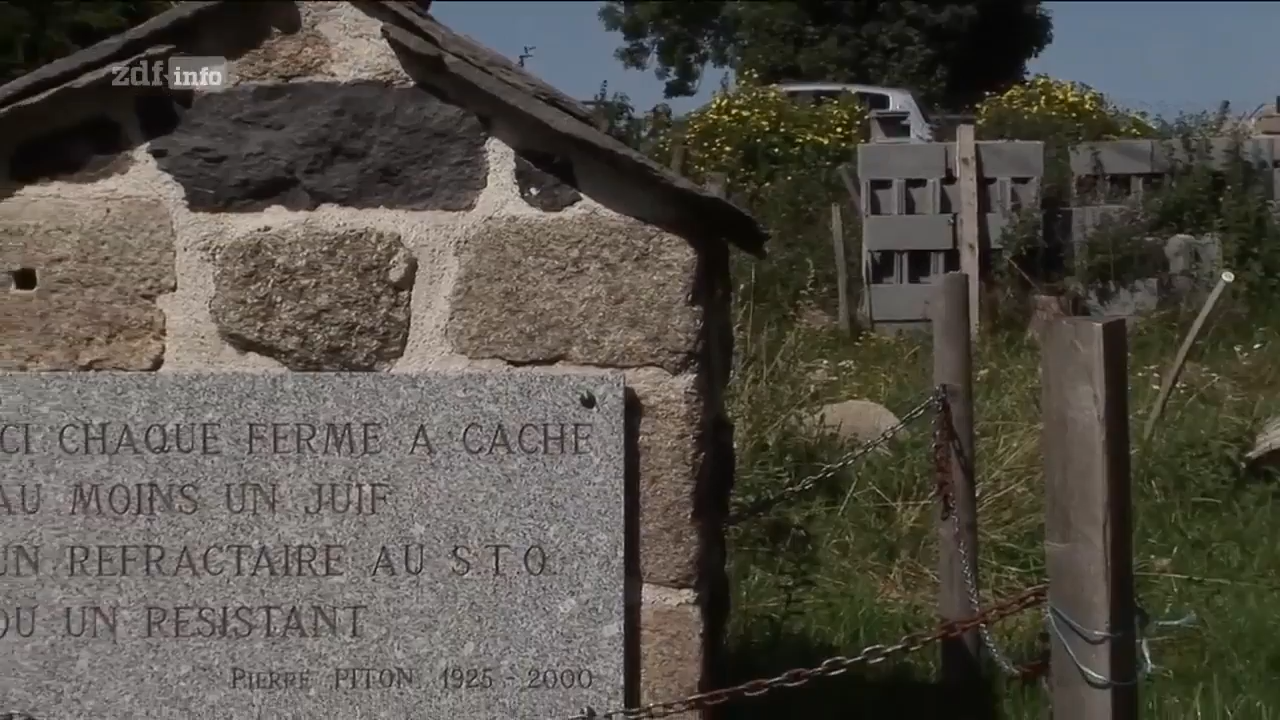 zdf info
CI CHAQUE FERME A CACHE
AU MOINS UN JUIF
UN REFRACTAIRE AU S.T.O.
OU UN RESISTANT
PIERRE PITON 1925 - 2000